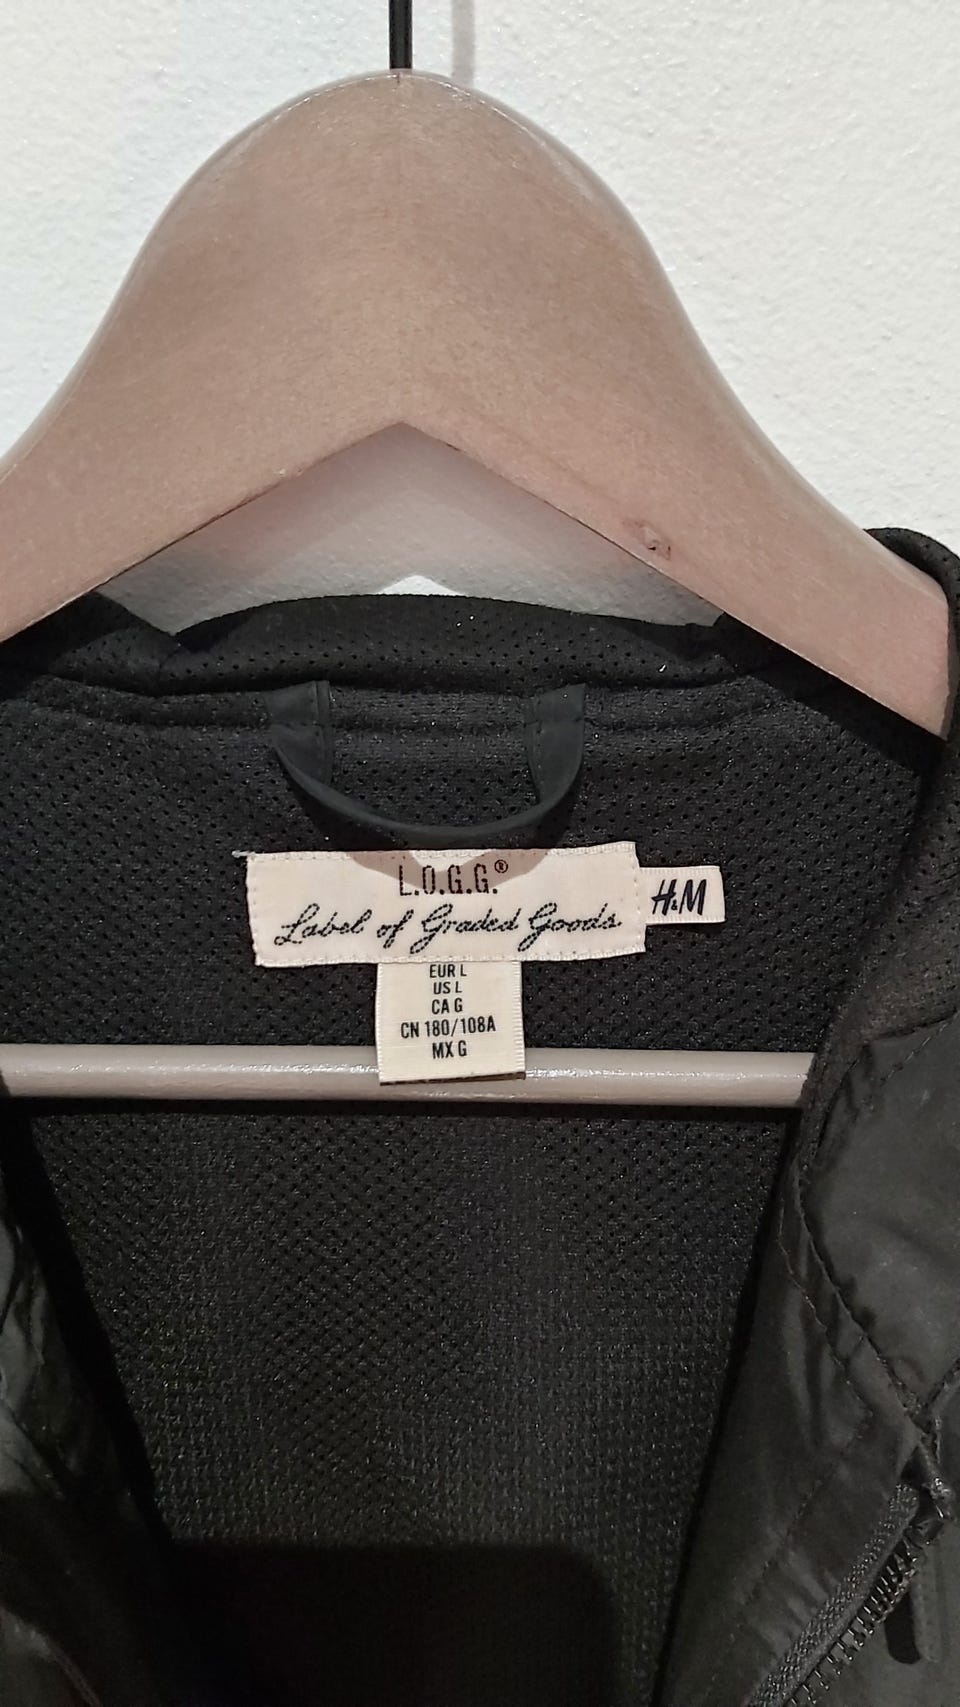 L.O.G.G.®
Label of Graded Goods
H&M
EUR L
US L
CA G
CN 180/108A
MX G